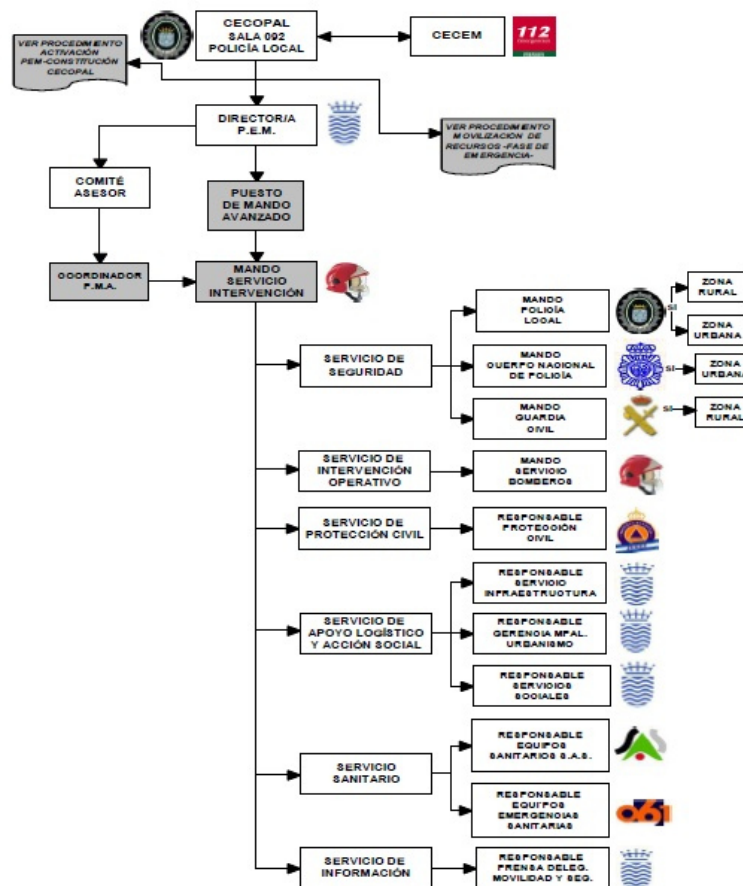 CECOPAL
SALA 092
POLICÍA LOCAL
CECEM
112
VER PROCEDIMIENTO
ACTIVACIÓN
PEM-CONSTITUCIÓN
CECOPAL
DIRECTOR/A
P.E.M.
VER PROCEDIMIENTO
MOVILIZACIÓN DE
RECURSOS -FASE DE
EMERGENCIA-
COMITÉ
ASESOR
PUESTO
DE MANDO
AVANZADO
COORDINADOR
P.M.A.
MANDO
SERVICIO
INTERVENCIÓN
SERVICIO DE
SEGURIDAD
MANDO
POLICÍA
LOCAL
SI
ZONA
RURAL
ZONA
URBANA
MANDO
CUERPO NACIONAL
DE POLICÍA
SI
ZONA
URBANA
MANDO
GUARDIA
CIVIL
SI
ZONA
RURAL
SERVICIO DE
INTERVENCIÓN
OPERATIVO
MANDO
SERVICIO
BOMBEROS
SERVICIO DE
PROTECCIÓN CIVIL
RESPONSABLE
PROTECCIÓN
CIVIL
SERVICIO DE
APOYO LOGÍSTICO
Y ACCIÓN SOCIAL
RESPONSABLE
SERVICIO
INFRAESTRUCTURA
RESPONSABLE
GERENCIA MPAL.
URBANISMO
RESPONSABLE
SERVICIOS
SOCIALES
SERVICIO
SANITARIO
RESPONSABLE
EQUIPOS
SANITARIOS S.A.S.
RESPONSABLE
EQUIPOS
EMERGENCIAS
SANITARIAS
061
SERVICIO DE
INFORMACIÓN
RESPONSABLE
PRENSA DELEG.
MOVILIDAD Y SEG.